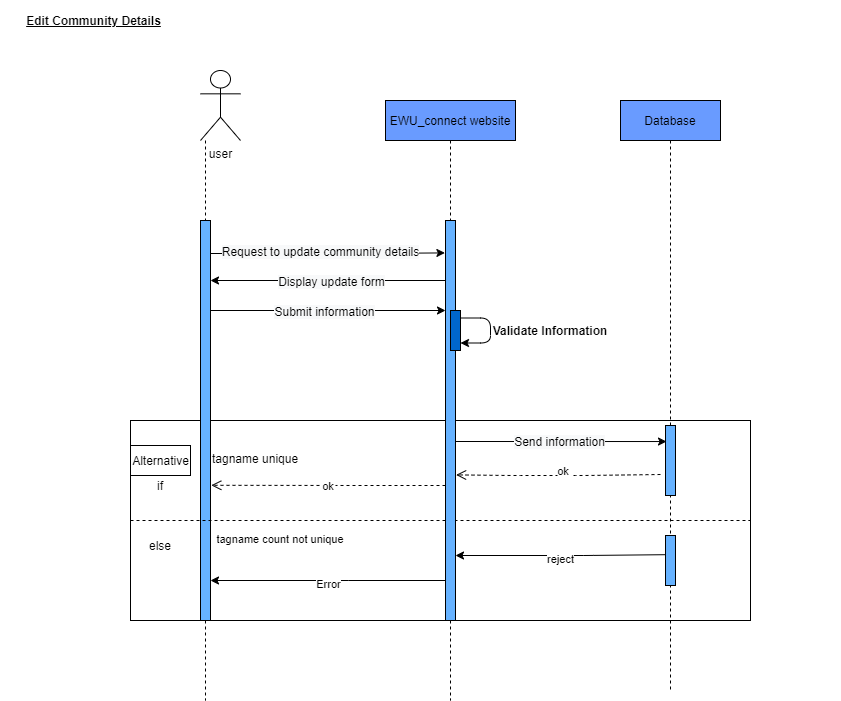 Edit Community Details
EWU_connect website
Database
user
Request to update community details
Display update form
Submit information
Validate Information
Send information
Alternative
tagname unique
ok
if
ok
tagname count not unique
else
reject
Error